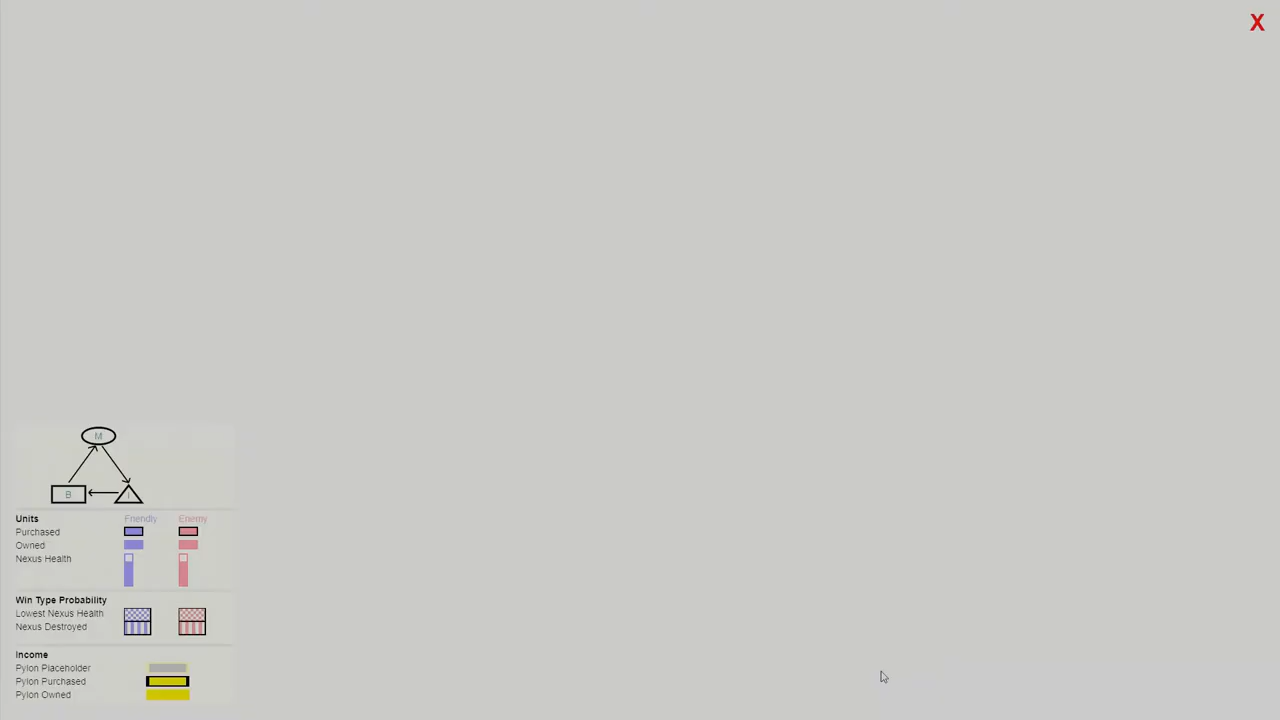 X
M
B
I
Units Friendly Enemy
Purchased
Owned
Nexus Health
Win Type Probability
Lowest Nexus Health
Nexus Destroyed
Income
Pylon Placeholder
Pylon Purchased
Pylon Owned